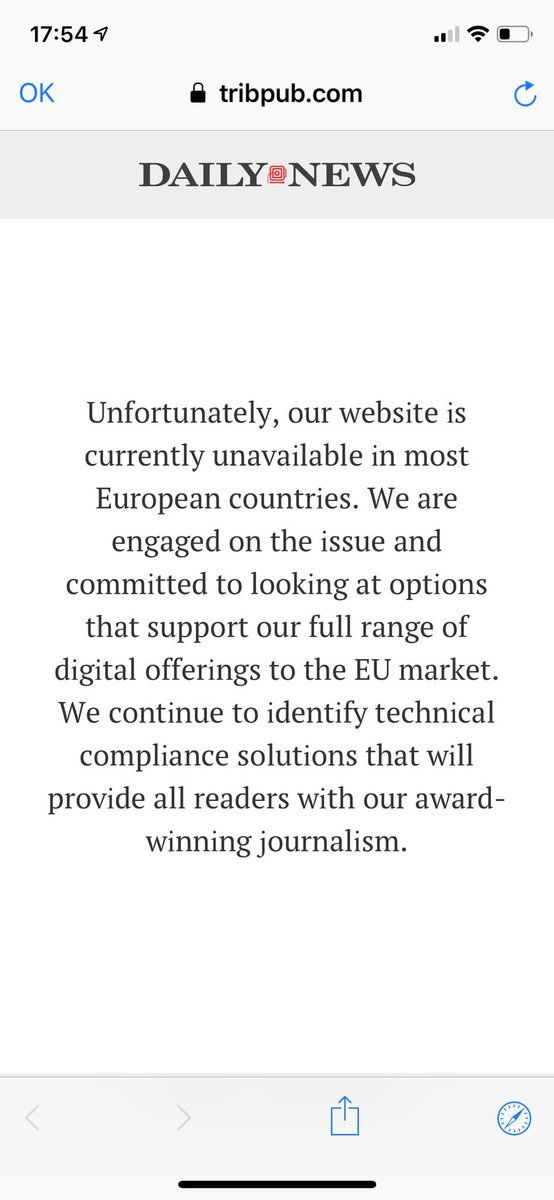 17:54
OK
tribpub.com
DAILY NEWS
Unfortunately, our website is
currently unavailable in most
European countries. We are
engaged on the issue and
committed to looking at options
that support our full range of
digital offerings to the EU market.
We continue to identify technical
compliance solutions that will
provide all readers with our award-
winning journalism.